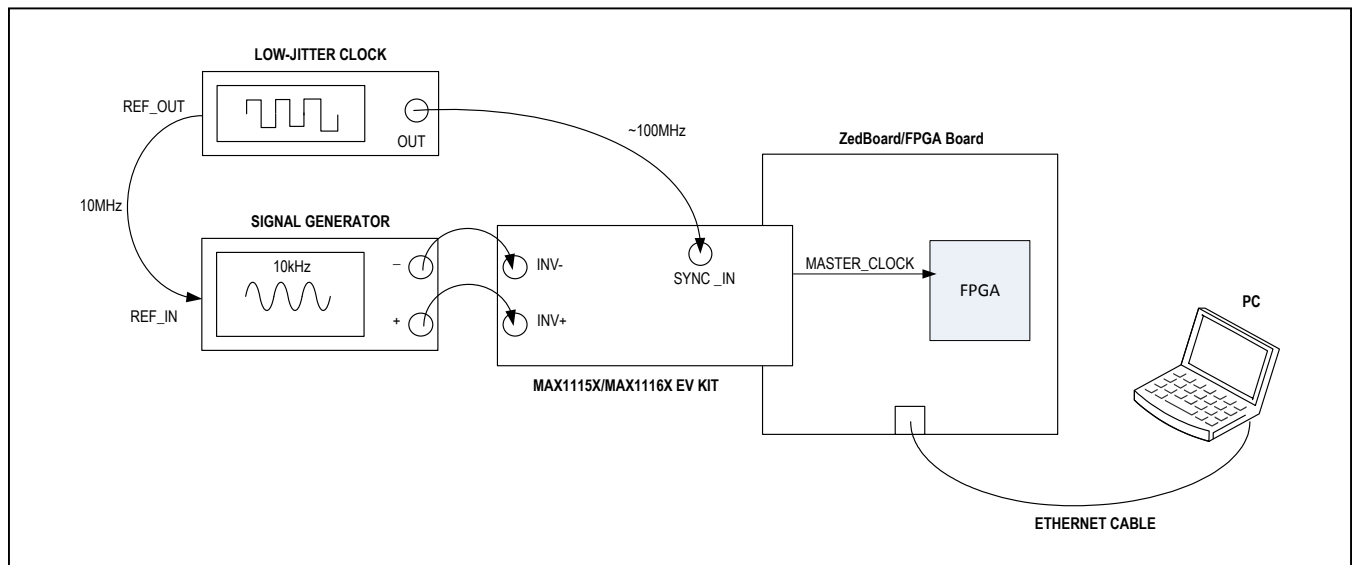 LOW-JITTER CLOCK
REF_OUT
OUT
~100MHz
ZedBoard/FPGA Board
10MHz
SIGNAL GENERATOR
10kHz
–
INV-
SYNC _IN
MASTER_CLOCK
FPGA
PC
REF_IN
+
INV+
MAX1115X/MAX1116X EV KIT
ETHERNET CABLE